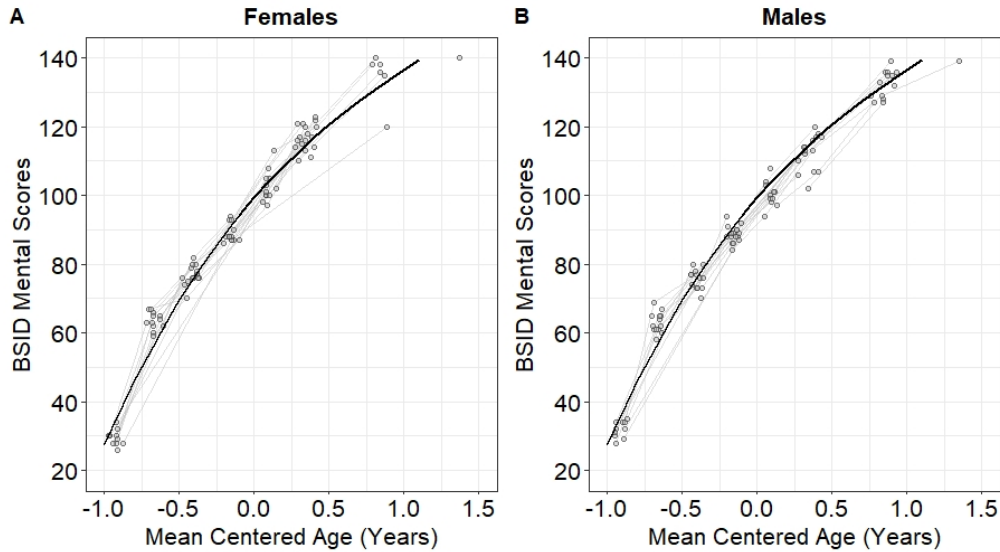 A Females
B Males
BSID Mental Scores
140
120
100
80
60
40
20
-1.0 -0.5 0.0 0.5 1.0 1.5
Mean Centered Age (Years)
BSID Mental Scores
140
120
100
80
60
40
20
-1.0 -0.5 0.0 0.5 1.0 1.5
Mean Centered Age (Years)